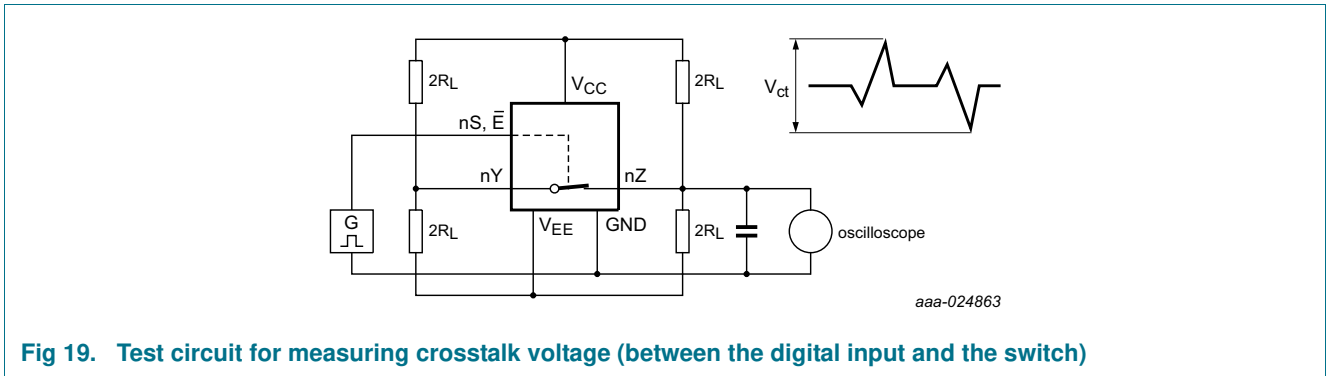 2RL
VCC
2RL
Vct
nS, E̅
nY
nZ
G
2RL
VEE
GND
2RL
oscilloscope
aaa-024863
Fig 19. Test circuit for measuring crosstalk voltage (between the digital input and the switch)